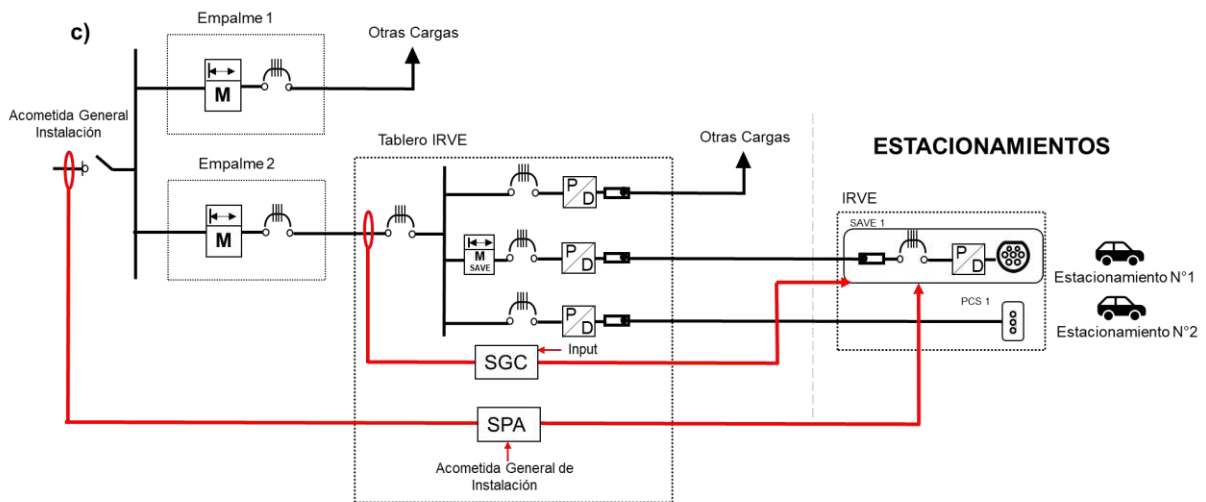 c)
Empalme 1
Otras Cargas
M
Acometida General
Instalación
Empalme 2
M
Tablero IRVE
Otras Cargas
P
D
M
SAVE
P
D
P
D
Input
SGC
SPA
Acometida General de
Instalación
ESTACIONAMIENTOS
IRVE
SAVE 1
P
D
Estacionamiento N°1
PCS 1
Estacionamiento N°2